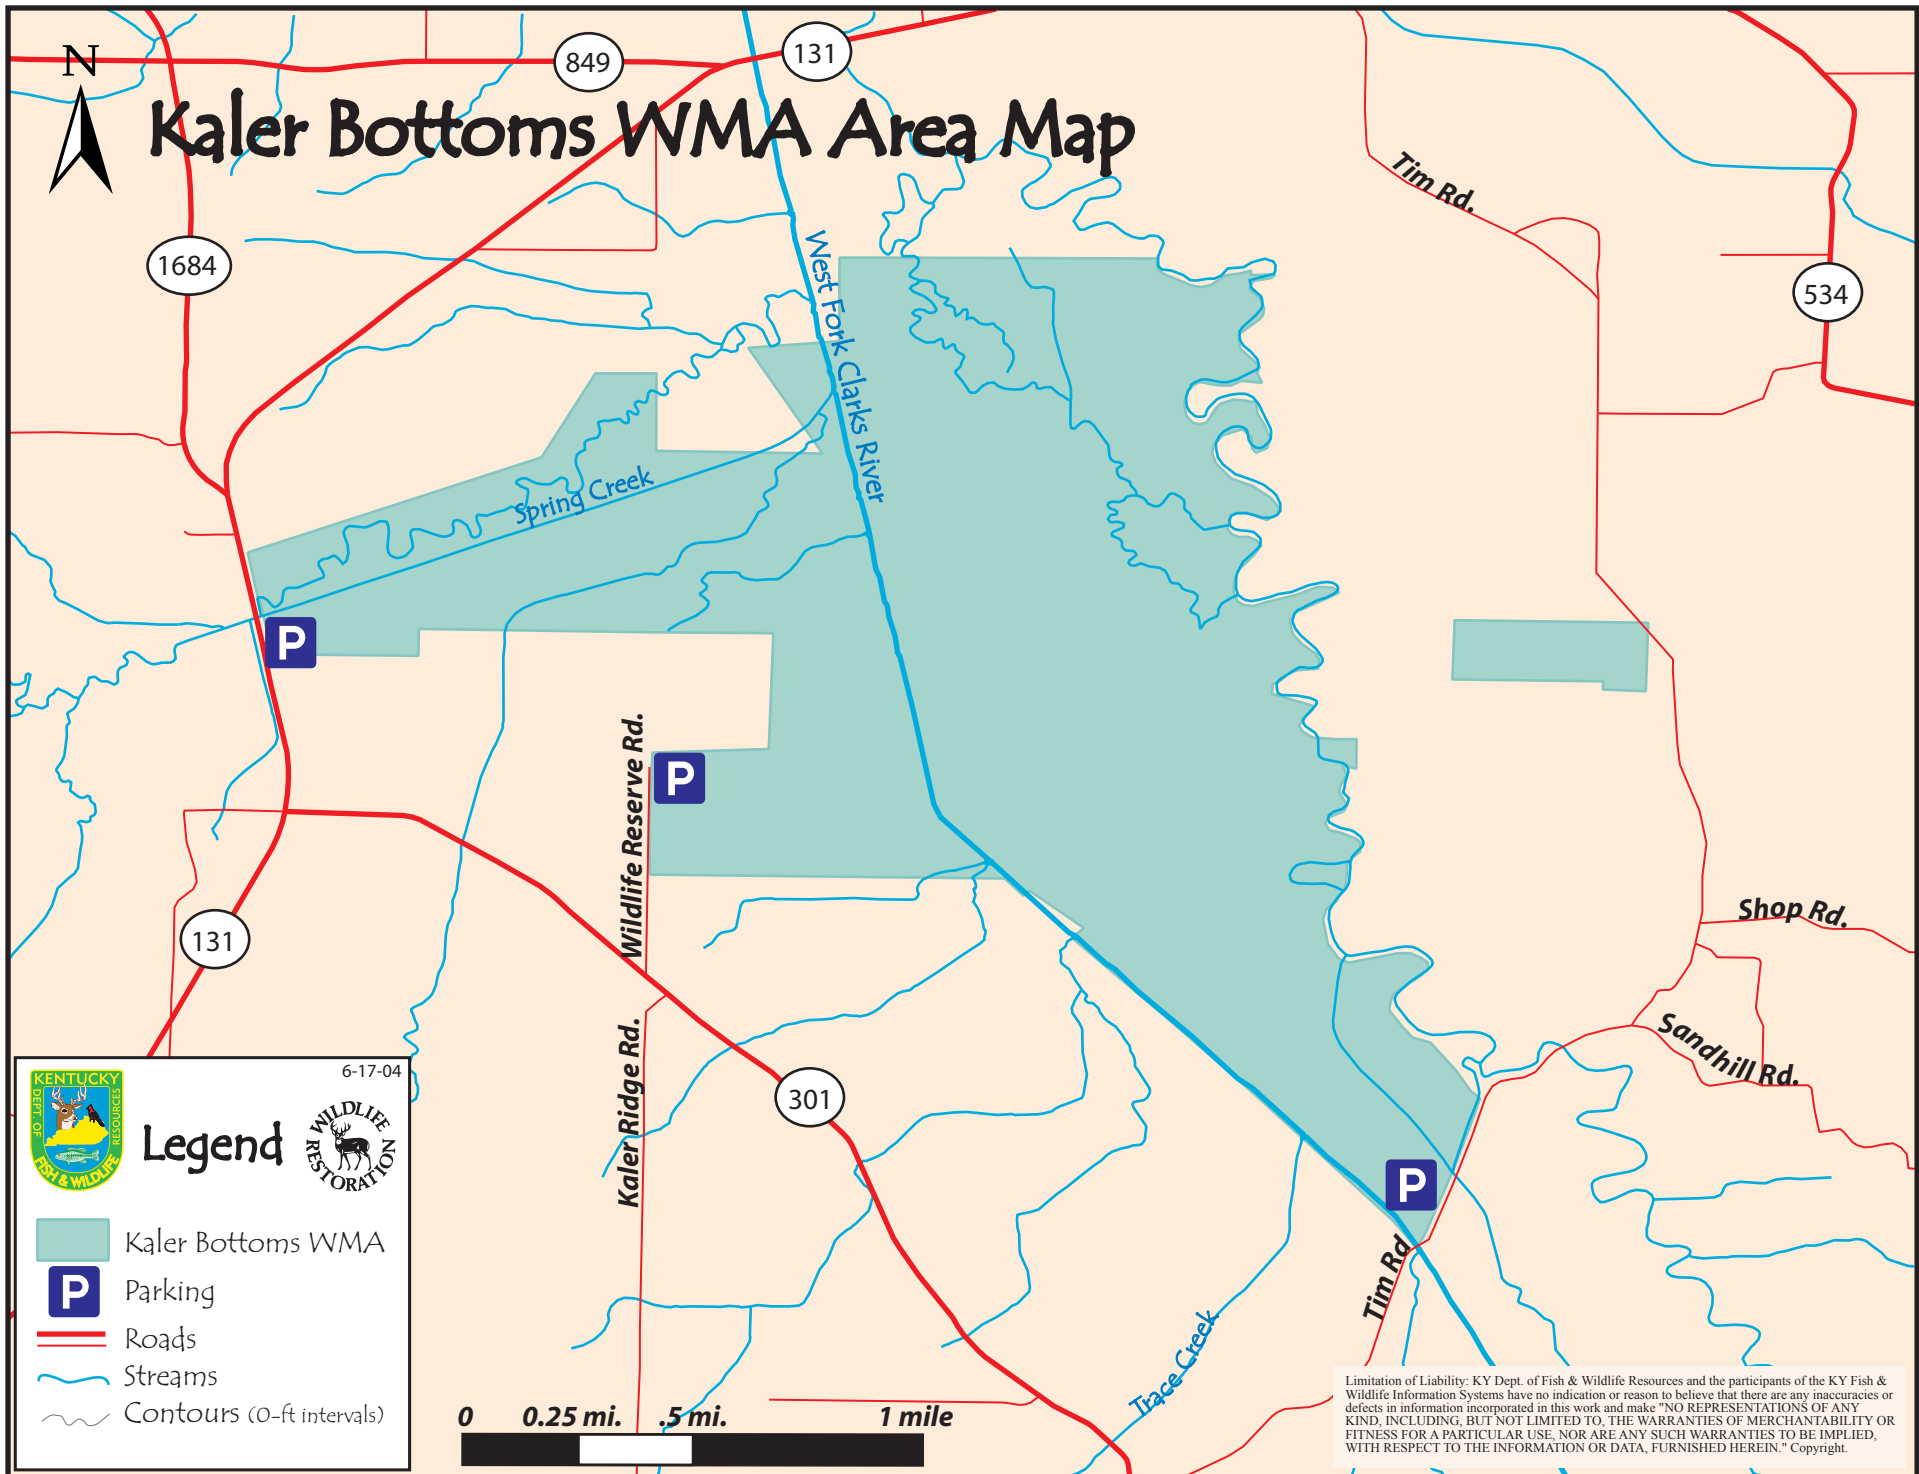 N
849
131
Kaler Bottoms WMA Area Map
Tim Rd.
1684
West Fork Clarks River
534
Spring Creek
P
Wildlife Reserve Rd.
P
Shop Rd.
131
Sandhill Rd.
Kaler Ridge Rd.
301
P
Tim Rd
Trace Creek
6-17-04
KENTUCKY
DEPT. OF
RESOURCES
FISH & WILDLIFE
Legend
WILDLIFE
RESTORATION
Kaler Bottoms WMA
P
Parking
Roads
Streams
Contours (0-ft intervals)
0 0.25 mi. .5 mi. 1 mile
Limitation of Liability: KY Dept. of Fish & Wildlife Resources and the participants of the KY Fish &
Wildlife Information Systems have no indication or reason to believe that there are any inaccuracies or
defects in information incorporated in this work and make "NO REPRESENTATIONS OF ANY
KIND, INCLUDING, BUT NOT LIMITED TO, THE WARRANTIES OF MERCHANTABILITY OR
FITNESS FOR A PARTICULAR USE, NOR ARE ANY SUCH WARRANTIES TO BE IMPLIED,
WITH RESPECT TO THE INFORMATION OR DATA, FURNISHED HEREIN." Copyright.